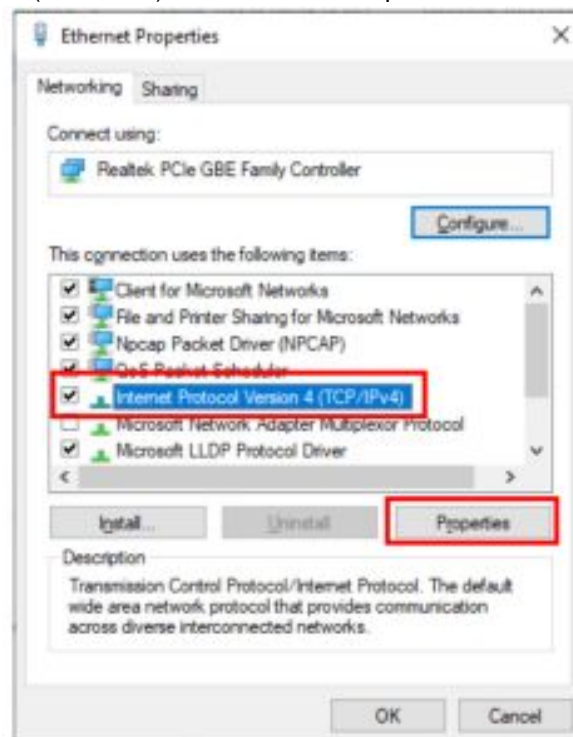 Ethernet Properties
Networking Sharing
Connect using:
Realtek PCIe GBE Family Controller
Configure...
This connection uses the following items:
Client for Microsoft Networks
File and Printer Sharing for Microsoft Networks
Npcap Packet Driver (NPCAP)
QoS Packet Scheduler
Internet Protocol Version 4 (TCP/IPv4)
Microsoft Network Adapter Multiplexor Protocol
Microsoft LLDP Protocol Driver
Install... Uninstall Properties
Description
Transmission Control Protocol/Internet Protocol. The default
wide area network protocol that provides communication
across diverse interconnected networks.
OK Cancel